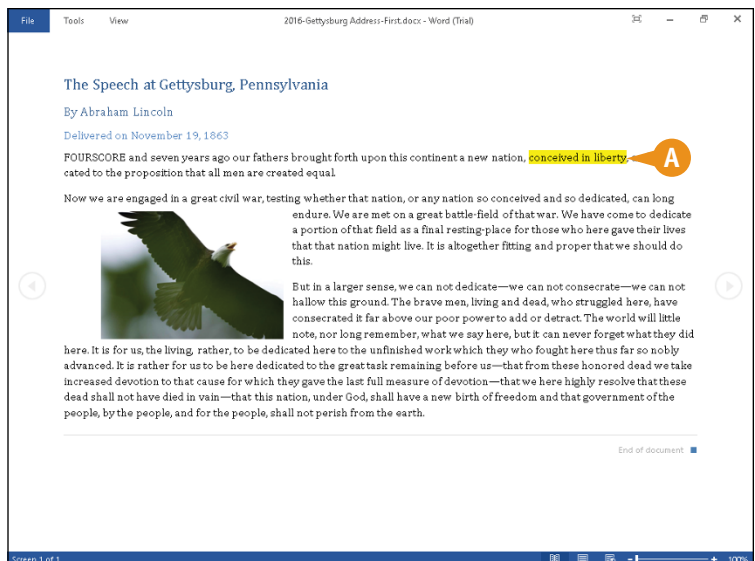 File Tools View 2016-Gettysburg Address-First.docx - Word (Trial)
The Speech at Gettysburg, Pennsylvania
By Abraham Lincoln
Delivered on November 19, 1863
FOURSCORE and seven years ago our fathers brought forth upon this continent a new nation, conceived in liberty,
A
cated to the proposition that all men are created equal.
Now we are engaged in a great civil war, testing whether that nation, or any nation so conceived and so dedicated, can long
endure. We are met on a great battle-field of that war. We have come to dedicate
a portion of that field as a final resting-place for those who here gave their lives
that that nation might live. It is altogether fitting and proper that we should do
this.
But in a larger sense, we can not dedicate—we can not consecrate—we can not
hallow this ground. The brave men, living and dead, who struggled here, have
consecrated it far above our poor power to add or detract. The world will little
note, nor long remember, what we say here, but it can never forget what they did
here. It is for us, the living, rather, to be dedicated here to the unfinished work which they who fought here thus far so nobly
advanced. It is rather for us to be here dedicated to the great task remaining before us—that from these honored dead we take
increased devotion to that cause for which they gave the last full measure of devotion—that we here highly resolve that these
dead shall not have died in vain—that this nation, under God, shall have a new birth of freedom and that government of the
people, by the people, and for the people, shall not perish from the earth.
End of document
Screen 1 of 1 100%